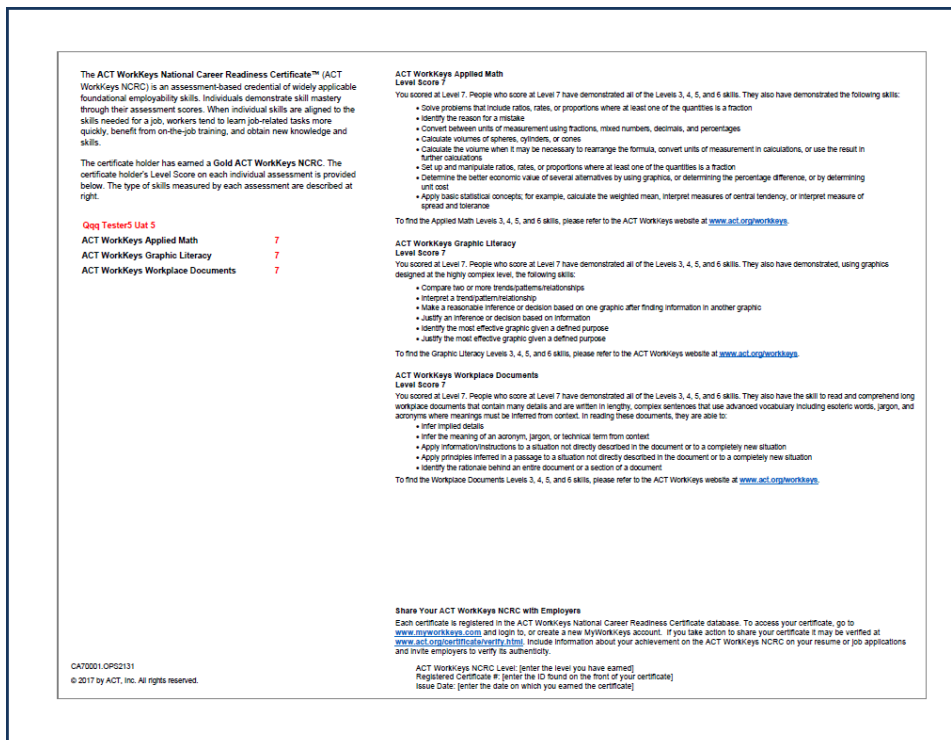 The ACT WorkKeys National Career Readiness Certificate™ (ACT
WorkKeys NCRC) is an assessment-based credential of widely applicable
foundational employability skills. Individuals demonstrate skill mastery
through their assessment scores. When individual skills are aligned to the
skills needed for a job, workers tend to learn job-related tasks more
quickly, benefit from on-the-job training, and obtain new knowledge and
skills.
The certificate holder has earned a Gold ACT WorkKeys NCRC. The
certificate holder's Level Score on each individual assessment is provided
below. The type of skills measured by each assessment are described at
right.
Qqq Tester5 Uat 5
ACT WorkKeys Applied Math 7
ACT WorkKeys Graphic Literacy 7
ACT WorkKeys Workplace Documents 7
CA70001.OPS2131
© 2017 by ACT, Inc. All rights reserved.
ACT WorkKeys Applied Math
Level Score 7
You scored at Level 7. People who score at Level 7 have demonstrated all of the Levels 3, 4, 5, and 6 skills. They also have demonstrated the following skills:
• Solve problems that include ratios, rates, or proportions where at least one of the quantities is a fraction
• Identify the reason for a mistake
• Convert between units of measurement using fractions, mixed numbers, decimals, and percentages
• Calculate volumes of spheres, cylinders, or cones
• Calculate the volume when it may be necessary to rearrange the formula, convert units of measurement in calculations, or use the result in
further calculations
• Set up and manipulate ratios, rates, or proportions where at least one of the quantities is a fraction
• Determine the better economic value of several alternatives by using graphics, or determining the percentage difference, or by determining
unit cost
• Apply basic statistical concepts; for example, calculate the weighted mean, interpret measures of central tendency, or interpret measure of
spread and tolerance
To find the Applied Math Levels 3, 4, 5, and 6 skills, please refer to the ACT WorkKeys website at www.act.org/workkeys.
ACT WorkKeys Graphic Literacy
Level Score 7
You scored at Level 7. People who score at Level 7 have demonstrated all of the Levels 3, 4, 5, and 6 skills. They also have demonstrated, using graphics
designed at the highly complex level, the following skills:
• Compare two or more trends/patterns/relationships
• Interpret a trend/pattern/relationship
• Make a reasonable inference or decision based on one graphic after finding information in another graphic
• Justify an inference or decision based on information
• Identify the most effective graphic given a defined purpose
• Justify the most effective graphic given a defined purpose
To find the Graphic Literacy Levels 3, 4, 5, and 6 skills, please refer to the ACT WorkKeys website at www.act.org/workkeys.
ACT WorkKeys Workplace Documents
Level Score 7
You scored at Level 7. People who score at Level 7 have demonstrated all of the Levels 3, 4, 5, and 6 skills. They also have the skill to read and comprehend long
workplace documents that contain many details and are written in lengthy, complex sentences that use advanced vocabulary including esoteric words, jargon, and
acronyms where meanings must be inferred from context. In reading these documents, they are able to:
• Infer implied details
• Infer the meaning of an acronym, jargon, or technical term from context
• Apply information/instructions to a situation not directly described in the document or to a completely new situation
• Apply principles inferred in a passage to a situation not directly described in the document or to a completely new situation
• Identify the rationale behind an entire document or a section of a document
To find the Workplace Documents Levels 3, 4, 5, and 6 skills, please refer to the ACT WorkKeys website at www.act.org/workkeys.
Share Your ACT WorkKeys NCRC with Employers
Each certificate is registered in the ACT WorkKeys National Career Readiness Certificate database. To access your certificate, go to
www.myworkkeys.com and login to, or create a new MyWorkKeys account. If you take action to share your certificate it may be verified at
www.act.org/certificate/verify.html. Include information about your achievement on the ACT WorkKeys NCRC on your resume or job applications
and invite employers to verify its authenticity.
ACT WorkKeys NCRC Level: [enter the level you have earned]
Registered Certificate #: [enter the ID found on the front of your certificate]
Issue Date: [enter the date on which you earned the certificate]